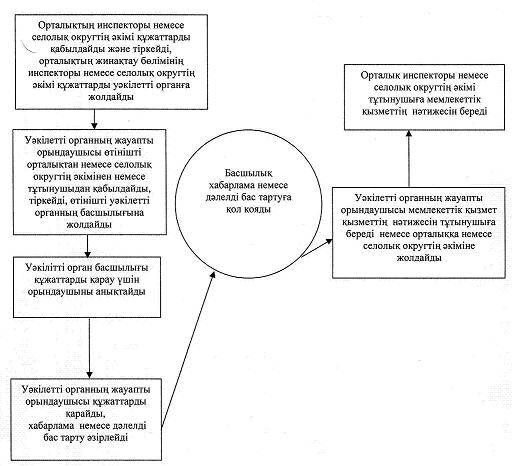 Орталықтың инспекторы немесе
селолық округтің әкімі құжаттарды
қабылдайды және тіркейді,
орталықтың жинақтау бөлімінің
инспекторы немесе селолық округтің
әкімі құжаттарды уәкілетті органға
жолдайды
Уәкілетті органның жауапты
орындаушысы өтінішті
орталықтан немесе селолық
округтің әкімінен немесе
тұтынушыдан қабылдайды,
тіркейді, өтінішті уәкілетті
органның басшылығына
жолдайды
Уәкілітті орган басшылығы
құжаттарды қарау үшін
орындаушыны анықтайды
Уәкілетті органның жауапты
орындаушысы құжаттарды
қарайды,
хабарлама немесе дәлелді
бас тарту әзірлейді
Басшылық
хабарлама немесе
дәлелді бас тартуға
қол қояды
Уәкілетті органның жауапты
орындаушысы мемлекеттік қызмет
қызметтің нәтижесін тұтынушыға
береді немесе орталыққа немесе
селолық округтің әкіміне
жолдайды
Орталық инспекторы немесе
селолық округтің әкімі
тұтынушыға мемлекеттік
қызметтің нәтижесін береді